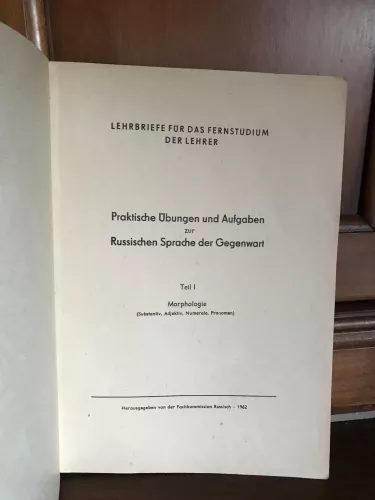 LEHRBRIEFE FÜR DAS FERNSTUDIUM
DER LEHRER
Praktische Übungen und Aufgaben
zur
Russischen Sprache der Gegenwart
Teil I
Morphologie
(Substantiv, Adjektiv, Numerale, Pronomen)
Herausgegeben von der Fachkommission Russisch - 1962